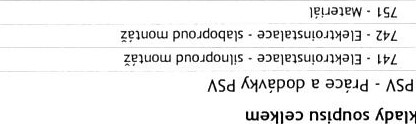 klady soupisu celkem
PSV - Práce a dodávky PSV
741 - Elektroinstalace - silnoproud montáž
742 - Elektroinstalace - slaboproud montáž
751 - Materiál